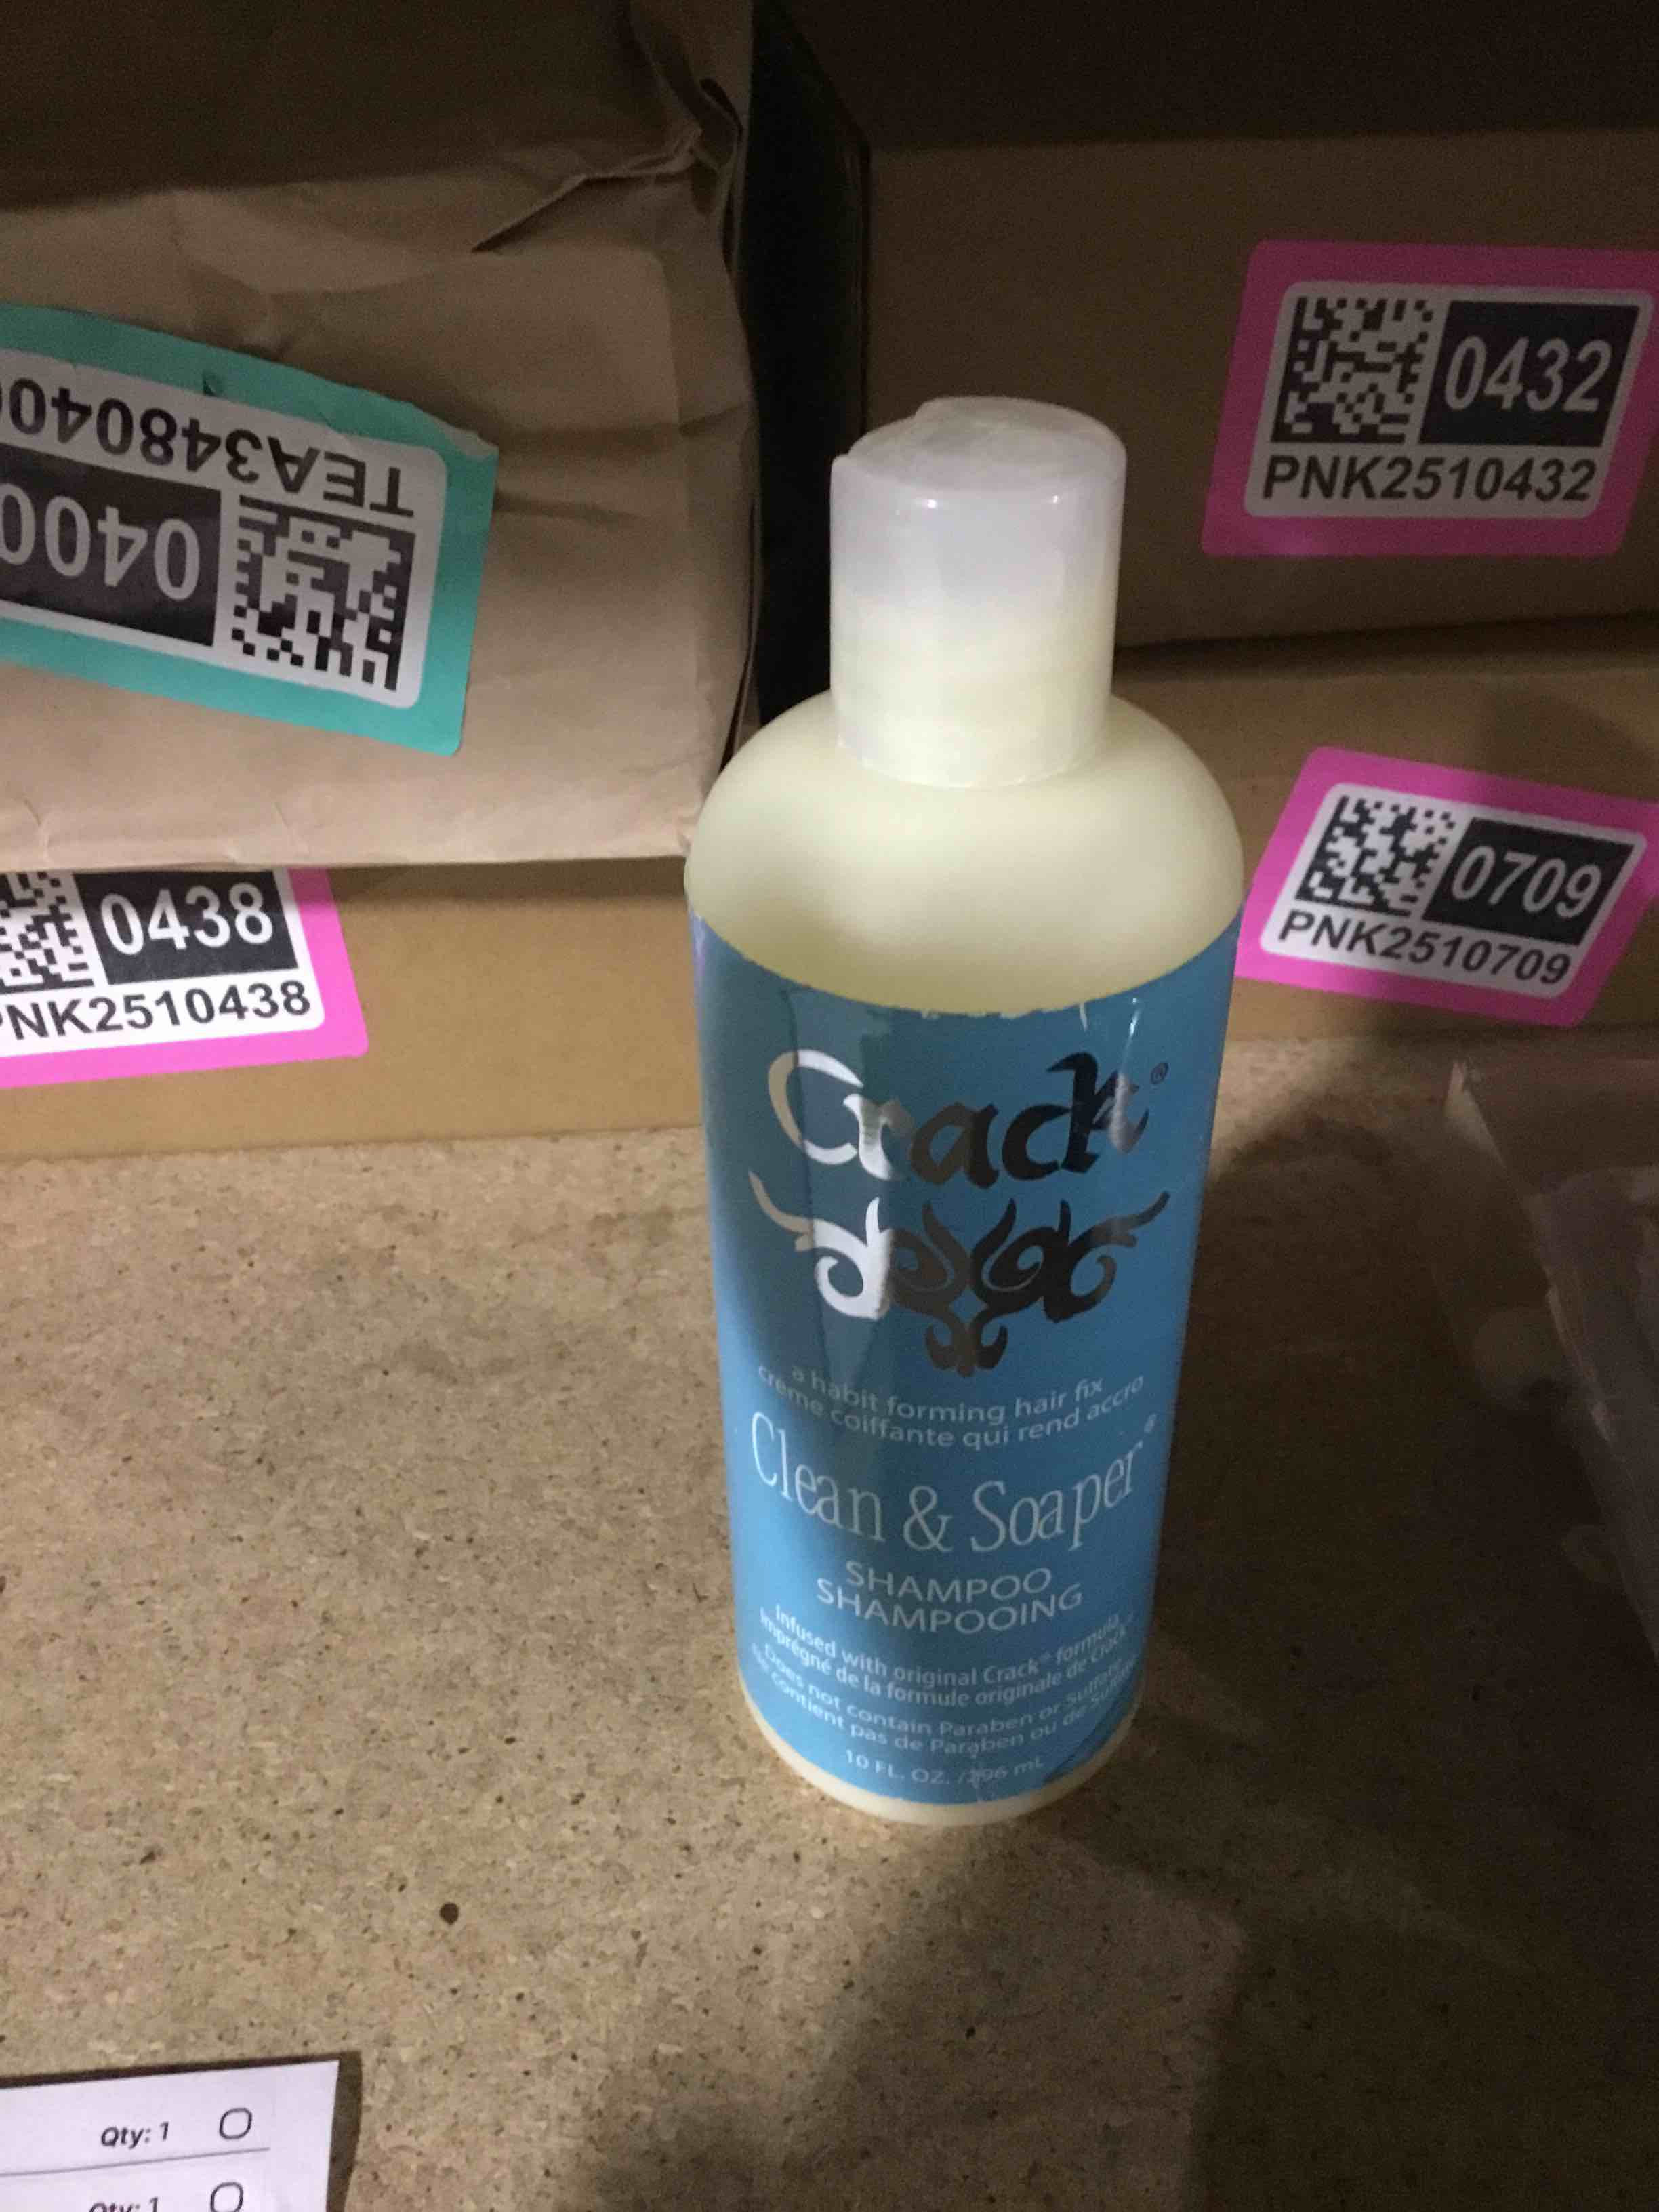 TEA3480400
0400
0432
PNK2510432
0438
PNK2510438
0709
PNK2510709
Crack®
a habit forming hair fix
crème coiffante qui rend accro
Clean & Soaper®
SHAMPOO
SHAMPOOING
Infused with original Crack® formula.
Imprégné de la formule originale de Crack.®
Does not contain Paraben or Sulfate
Ne contient pas de Paraben ou de Sulfate
10 FL. OZ. /296 mL
Qty: 1
Qty: 1